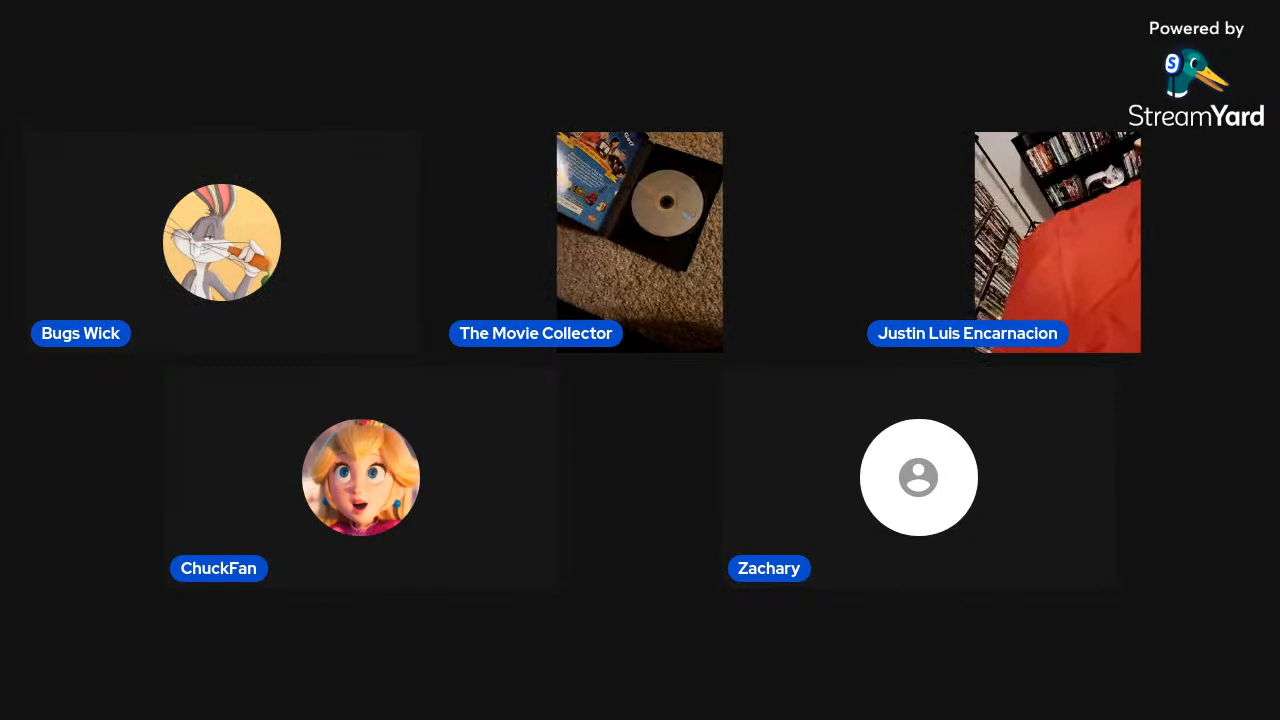 Powered by
S
StreamYard
Bugs Wick
The Movie Collector
Justin Luis Encarnacion
ChuckFan
Zachary